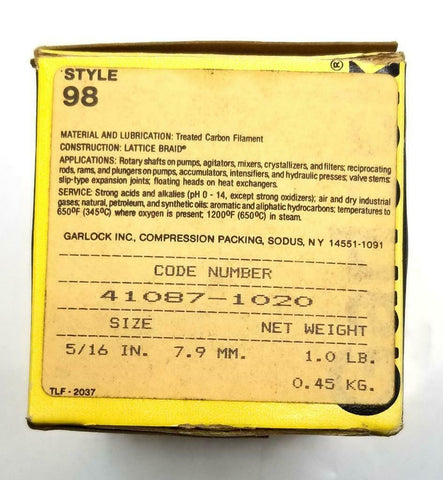 STYLE
98
MATERIAL AND LUBRICATION: Treated Carbon Filament
CONSTRUCTION: LATTICE BRAID®
APPLICATIONS: Rotary shafts on pumps, agitators, mixers, crystallizers, and filters; reciprocating
rods, rams, and plungers on pumps, accumulators, intensifiers, and hydraulic presses; valve stems;
slip-type expansion joints; floating heads on heat exchangers.
SERVICE: Strong acids and alkalies (pH 0 - 14, except strong oxidizers); air and dry industrial
gases; natural, petroleum, and synthetic oils; aromatic and aliphatic hydrocarbons; temperatures to
650ºF (345ºC) where oxygen is present; 1200ºF (650ºC) in steam.
GARLOCK INC., COMPRESSION PACKING, SODUS, N Y 14551-1091
CODE NUMBER
41087-1020
SIZE NET WEIGHT
5/16 IN. 7.9 MM. 1.0 LB.
0.45 KG.
TLF - 2037
®